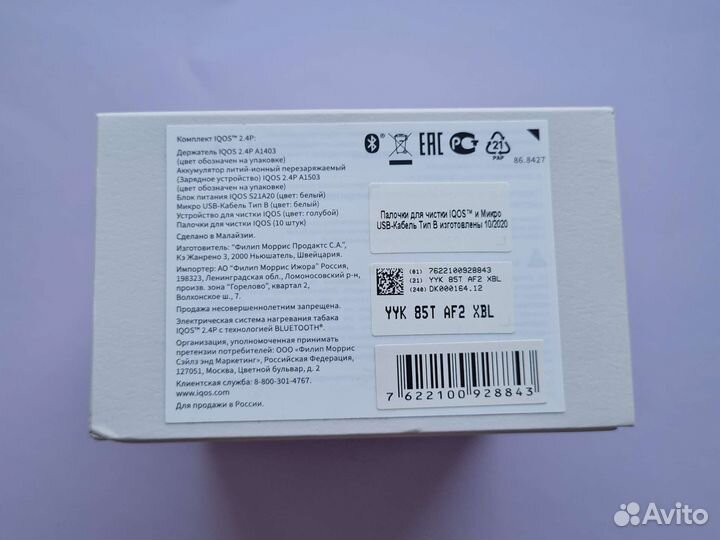 Комплект IQOS™ 2.4P:
Держатель IQOS 2.4P A1403
(цвет обозначен на упаковке)
Аккумулятор литий-ионный перезаряжаемый
(Зарядное устройство) IQOS 2.4P A1503
(цвет обозначен на упаковке)
Блок питания IQOS S21A20 (цвет: белый)
Микро USB-Кабель Тип B (цвет: белый)
Устройство для чистки IQOS (цвет: голубой)
Палочки для чистки IQOS (10 штук)
Сделано в Малайзии.
Изготовитель: "Филип Моррис Продактс С.А.",
Кэ Жанрено 3, 2000 Ньюшатель, Швейцария.
Импортер: АО "Филип Моррис Ижора" Россия,
198323, Ленинградская обл., Ломоносовский р-н,
произв. зона "Горелово", квартал 2,
Волхонское ш., 7.
Продажа несовершеннолетним запрещена.
Электрическая система нагревания табака
IQOS™ 2.4P с технологией BLUETOOTH®.
Организация, уполномоченная принимать
претензии потребителей: ООО «Филип Моррис
Сэйлз энд Маркетинг», Российская Федерация,
127051, Москва, Цветной бульвар, д. 2
Клиентская служба: 8-800-301-4767.
www.iqos.com
Для продажи в России.
EAC
21
PAP
86.8427
Палочки для чистки IQOS™ и Микро
USB-Кабель Тип B изготовлены 10/2020
(01) 7622100928843
(21) YYK 85T AF2 XBL
(240) DK000164.12
YYK 85T AF2 XBL
7 622100 928843
Avito